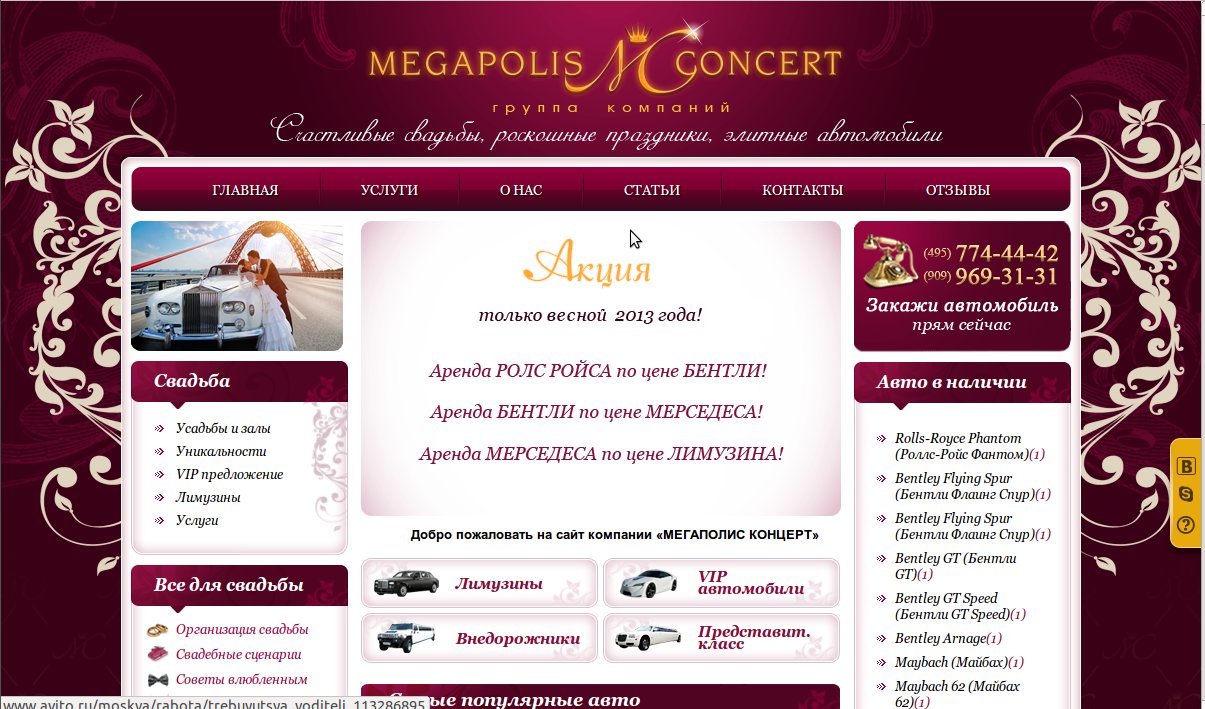 MEGAPOLIS MC CONCERT
группа компаний
Счастливые свадьбы, роскошные праздники, элитные автомобили
ГЛАВНАЯ
УСЛУГИ
О НАС
СТАТЬИ
КОНТАКТЫ
ОТЗЫВЫ
Свадьба
Усадьбы и залы
Уникальности
VIP предложение
Лимузины
Услуги
Все для свадьбы
Организация свадьбы
Свадебные сценарии
Советы влюбленным
Акция
только весной 2013 года!
Аренда РОЛС РОЙСА по цене БЕНТЛИ!
Аренда БЕНТЛИ по цене МЕРСЕДЕСА!
Аренда МЕРСЕДЕСА по цене ЛИМУЗИНА!
Добро пожаловать на сайт компании «МЕГАПОЛИС КОНЦЕРТ»
Лимузины
VIP
автомобили
Внедорожники
Представит.
класс
популярные авто
(495) 774-44-42
(909) 969-31-31
Закажи автомобиль
прям сейчас
Авто в наличии
Rolls-Royce Phantom
(Роллс-Ройс Фантом)(1)
Bentley Flying Spur
(Бентли Флаинг Спур)(1)
Bentley Flying Spur
(Бентли Флаинг Спур)(1)
Bentley GT (Бентли
GT)(1)
Bentley GT Speed
(Бентли GT Speed)(1)
Bentley Arnage(1)
Maybach (Майбах)(1)
Maybach 62 (Майбах
62)(1)
B
S
?
www.avito.ru/moskva/rabota/trebuyutsya_voditeli_113286895